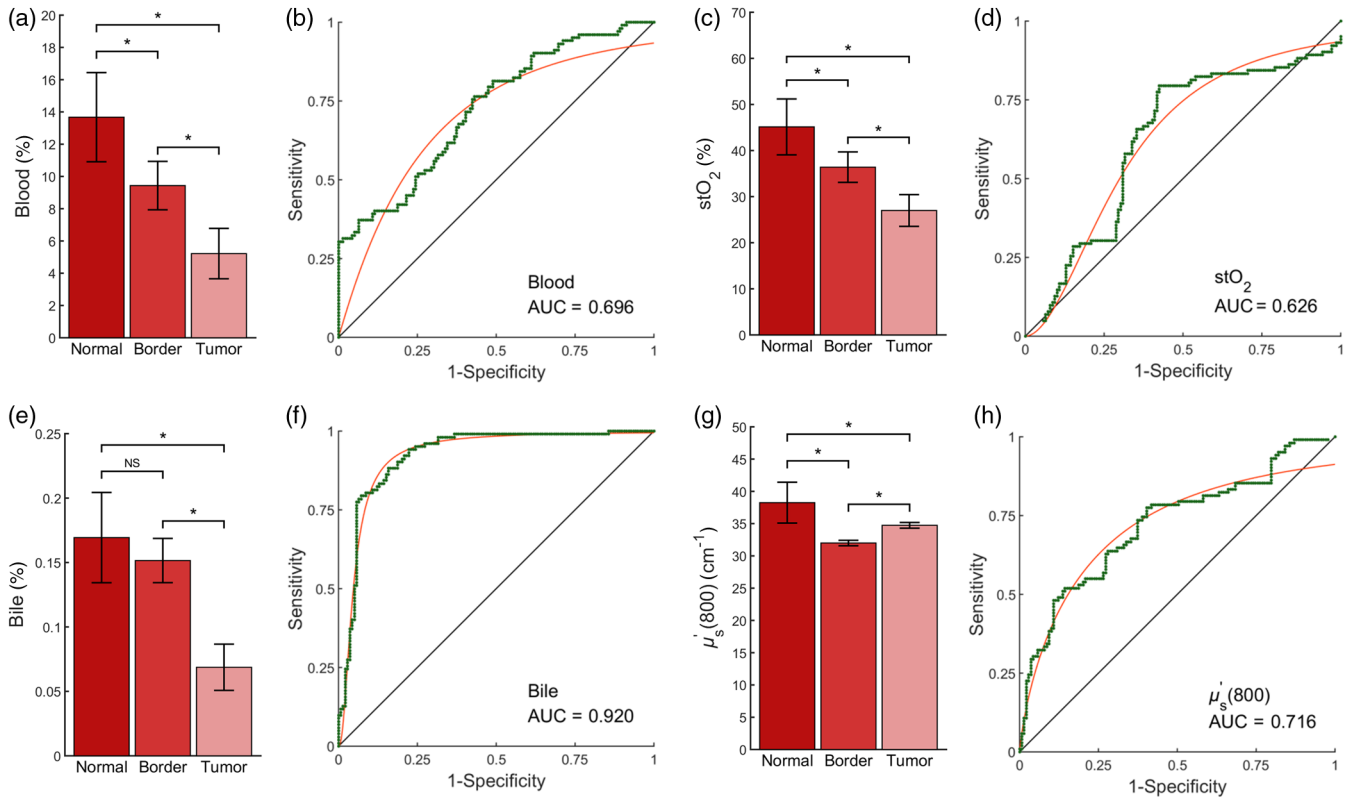 (a)
20
18
16
14
12
10
8
6
4
2
0
Blood (%)
*
*
*
Normal Border Tumor
(b)
1
0.75
0.5
0.25
0
Sensitivity
Blood
AUC = 0.696
0 0.25 0.5 0.75 1
1-Specificity
(c)
70
60
50
40
30
20
10
0
stO2 (%)
*
*
*
Normal Border Tumor
(d)
1
0.75
0.5
0.25
0
Sensitivity
stO2
AUC = 0.626
0 0.25 0.5 0.75 1
1-Specificity
(e)
0.25
0.2
0.15
0.1
0.05
0
Bile (%)
*
NS
*
Normal Border Tumor
(f)
1
0.75
0.5
0.25
0
Sensitivity
Bile
AUC = 0.920
0 0.25 0.5 0.75 1
1-Specificity
(g)
50
45
40
35
30
25
20
15
10
5
0
μs'(800) (cm-1)
*
*
*
Normal Border Tumor
(h)
1
0.75
0.5
0.25
0
Sensitivity
μs'(800)
AUC = 0.716
0 0.25 0.5 0.75 1
1-Specificity